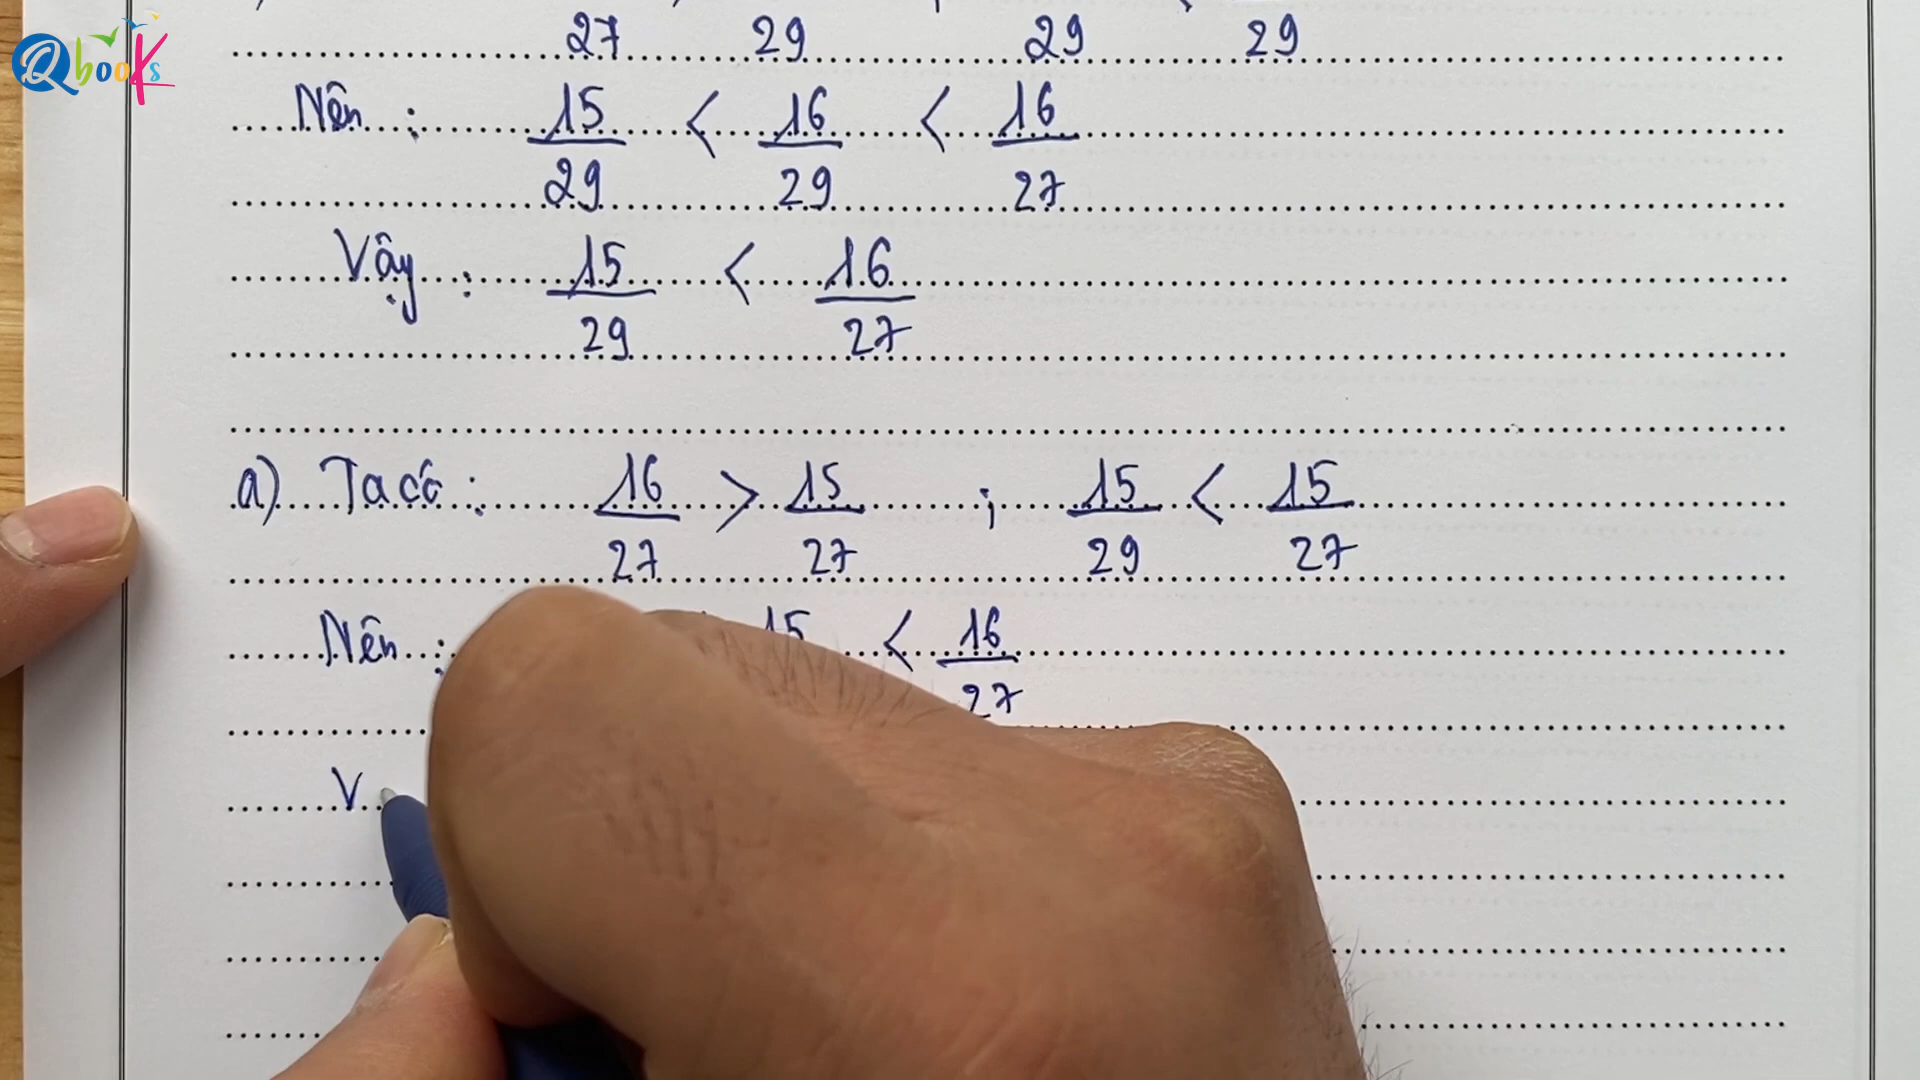 Qbooks
27 29 29 29
Nên : 15/29 < 16/29 < 16/27
Vậy : 15/29 < 16/27
a) Ta có : 16/27 > 15/27 ; 15/29 < 15/27
Nên : 15 < 16/27
V